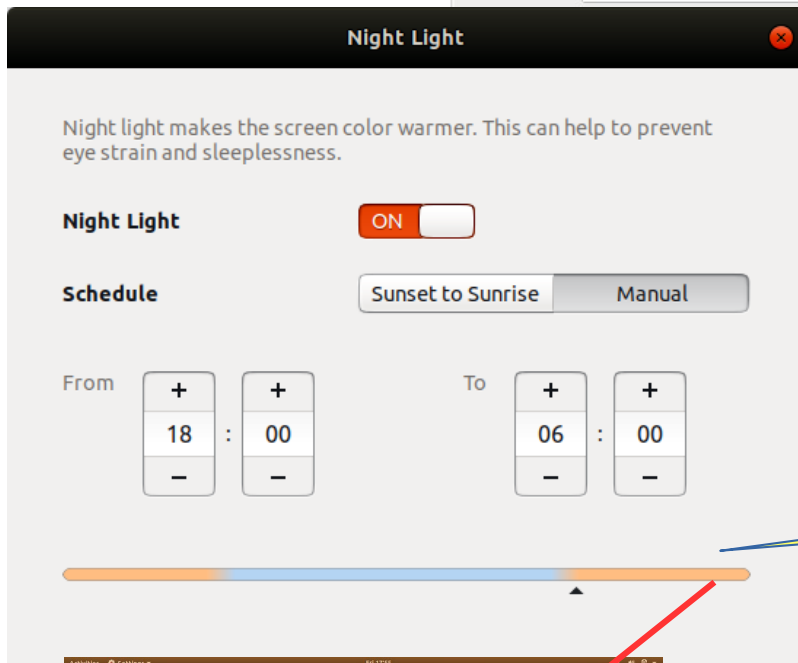 Night Light
Night light makes the screen color warmer. This can help to prevent
eye strain and sleeplessness.
Night Light ON
Schedule Sunset to Sunrise Manual
From + + To + +
18 : 00 06 : 00
− − − −